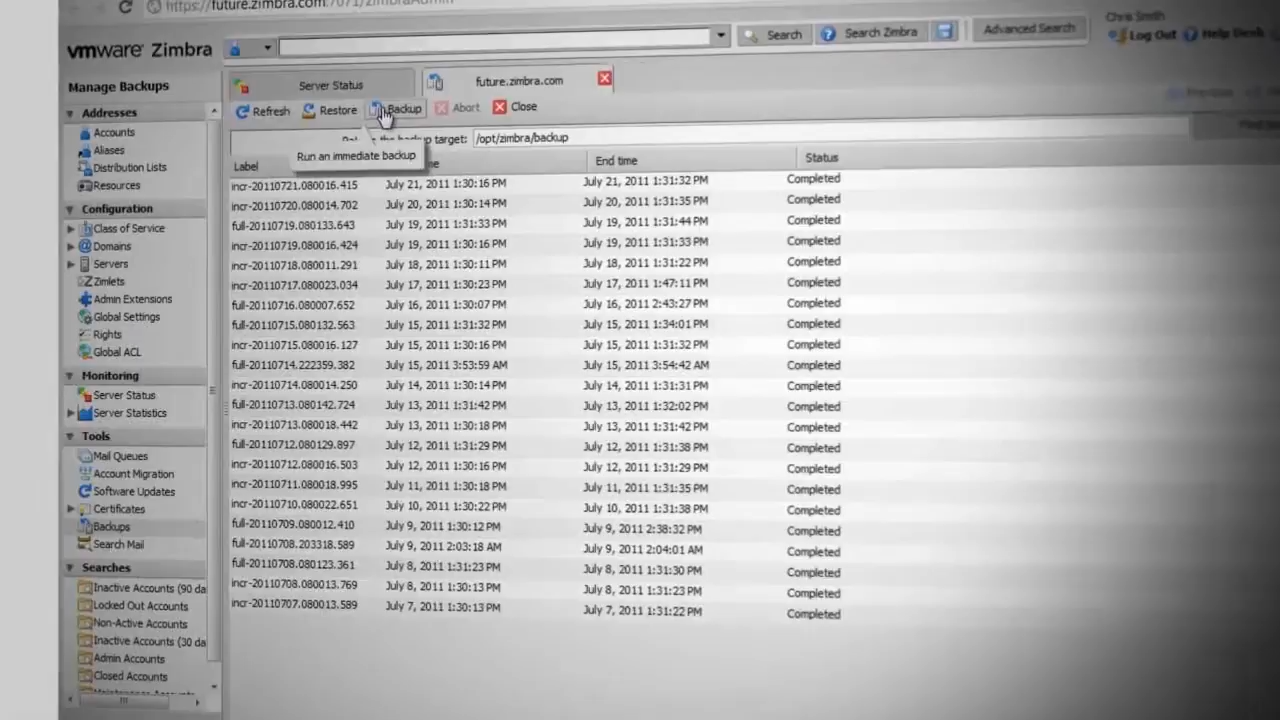 https://future.zimbra.com:7071/zimbraAdmin
Chris Smith
vmware Zimbra
Search
Search Zimbra
Advanced Search
Log Out
Help Desk
Manage Backups
Server Status
future.zimbra.com
Previous
Addresses
Refresh
Restore
Backup
Abort
Close
Accounts
the backup target: /opt/zimbra/backup
Run an immediate backup
Aliases
Distribution Lists
Resources
Configuration
Class of Service
Domains
Servers
Zimlets
Admin Extensions
Global Settings
Rights
Global ACL
Monitoring
Server Status
Server Statistics
Tools
Mail Queues
Account Migration
Software Updates
Certificates
Backups
Search Mail
Searches
Inactive Accounts (90 da
Locked Out Accounts
Non-Active Accounts
Inactive Accounts (30 da
Admin Accounts
Closed Accounts
Label End time Status
incr-20110721.080016.415 July 21, 2011 1:30:16 PM July 21, 2011 1:31:32 PM Completed
incr-20110720.080014.702 July 20, 2011 1:30:14 PM July 20, 2011 1:31:35 PM Completed
full-20110719.080133.643 July 19, 2011 1:31:33 PM July 19, 2011 1:31:44 PM Completed
incr-20110719.080016.424 July 19, 2011 1:30:16 PM July 19, 2011 1:31:33 PM Completed
incr-20110718.080011.291 July 18, 2011 1:30:11 PM July 18, 2011 1:31:22 PM Completed
incr-20110717.080023.034 July 17, 2011 1:30:23 PM July 17, 2011 1:47:11 PM Completed
full-20110716.080007.652 July 16, 2011 1:30:07 PM July 16, 2011 2:43:27 PM Completed
full-20110715.080132.563 July 15, 2011 1:31:32 PM July 15, 2011 1:34:01 PM Completed
incr-20110715.080016.127 July 15, 2011 1:30:16 PM July 15, 2011 1:31:32 PM Completed
full-20110714.222359.382 July 15, 2011 3:53:59 AM July 15, 2011 3:54:42 AM Completed
incr-20110714.080014.250 July 14, 2011 1:30:14 PM July 14, 2011 1:31:31 PM Completed
full-20110713.080142.724 July 13, 2011 1:31:42 PM July 13, 2011 1:32:02 PM Completed
incr-20110713.080018.442 July 13, 2011 1:30:18 PM July 13, 2011 1:31:42 PM Completed
full-20110712.080129.897 July 12, 2011 1:31:29 PM July 12, 2011 1:31:38 PM Completed
incr-20110712.080016.503 July 12, 2011 1:30:16 PM July 12, 2011 1:31:29 PM Completed
incr-20110711.080018.995 July 11, 2011 1:30:18 PM July 11, 2011 1:31:35 PM Completed
incr-20110710.080022.651 July 10, 2011 1:30:22 PM July 10, 2011 1:31:38 PM Completed
full-20110709.080012.410 July 9, 2011 1:30:12 PM July 9, 2011 2:38:32 PM Completed
full-20110708.203318.589 July 9, 2011 2:03:18 AM July 9, 2011 2:04:01 AM Completed
full-20110708.080123.361 July 8, 2011 1:31:23 PM July 8, 2011 1:31:30 PM Completed
incr-20110708.080013.769 July 8, 2011 1:30:13 PM July 8, 2011 1:31:23 PM Completed
incr-20110707.080013.589 July 7, 2011 1:30:13 PM July 7, 2011 1:31:22 PM Completed